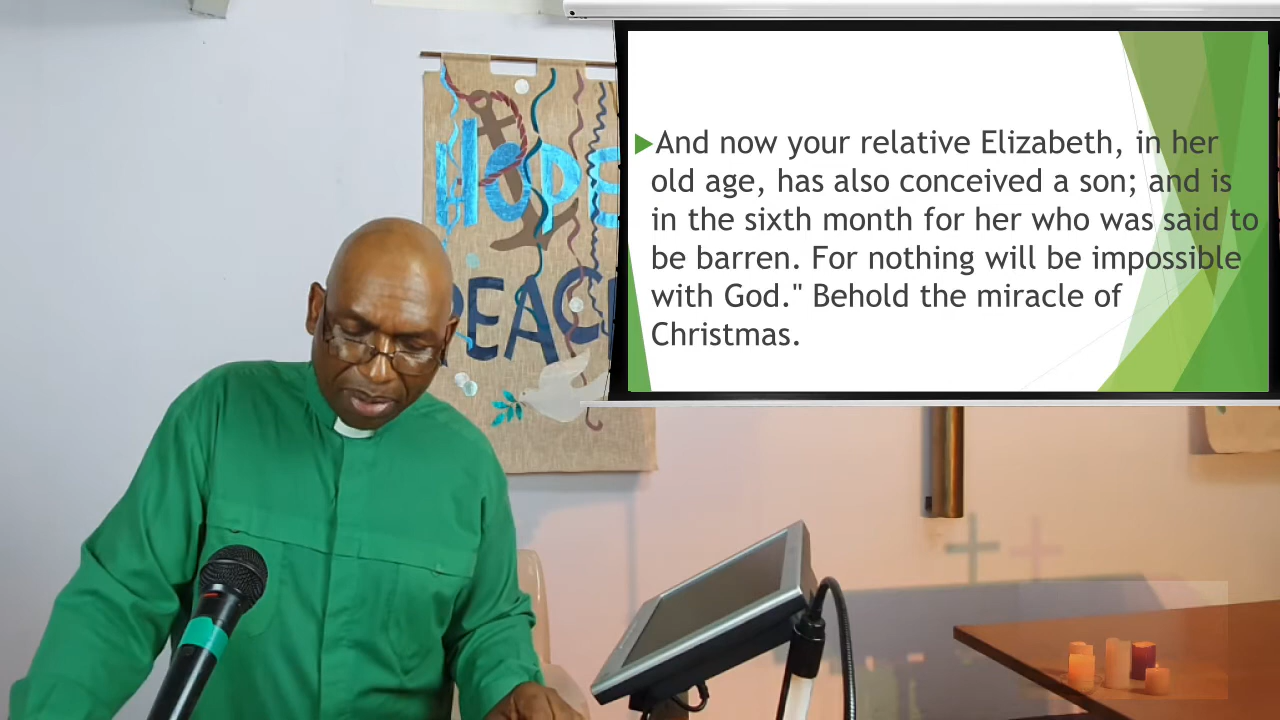 HOPE
PEACE
And now your relative Elizabeth, in her
old age, has also conceived a son; and is
in the sixth month for her who was said to
be barren. For nothing will be impossible
with God." Behold the miracle of
Christmas.